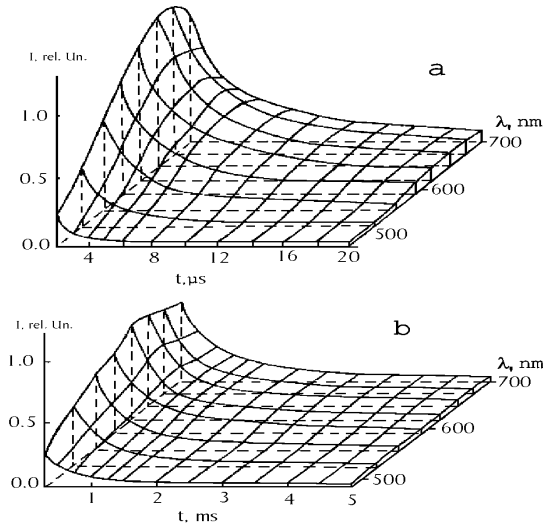 I, rel. Un.
a
1.0
0.5
0.0
λ, nm
700
600
500
4 8 12 16 20
t,μs
I, rel. Un.
b
1.0
0.5
0.0
λ, nm
700
600
500
1 2 3 4 5
t, ms